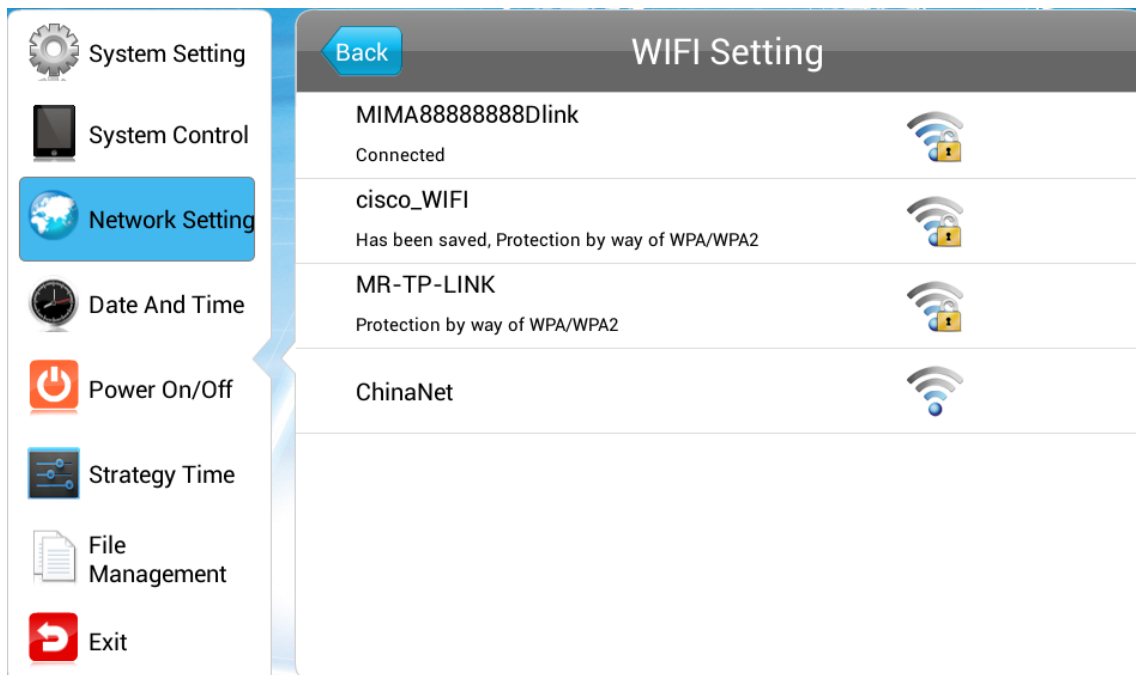 System Setting
System Control
Network Setting
Date And Time
Power On/Off
Strategy Time
File
Management
Exit
Back
WIFI Setting
MIMA88888888Dlink
Connected
cisco_WIFI
Has been saved, Protection by way of WPA/WPA2
MR-TP-LINK
Protection by way of WPA/WPA2
ChinaNet